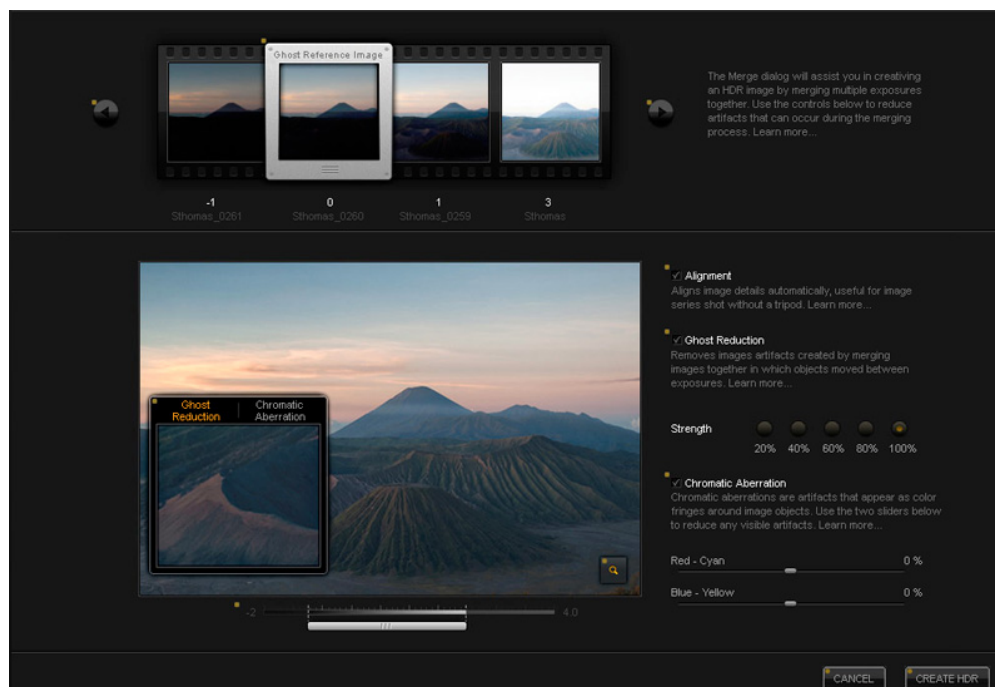 Ghost Reference Image
The Merge dialog will assist you in creativing
an HDR image by merging multiple exposures
together. Use the controls below to reduce
artifacts that can occur during the merging
process. Learn more...
-1
0
1
3
Sthomas_0261
Sthomas_0260
Sthomas_0259
Sthomas
Alignment
Aligns image details automatically, useful for image
series shot without a tripod. Learn more...
Ghost Reduction
Removes images artifacts created by merging
images together in which objects moved between
exposures. Learn more...
Ghost
Reduction
Chromatic
Aberration
Strength
20% 40% 60% 80% 100%
Chromatic Aberration
Chromatic aberrations are artifacts that appear as color
fringes around image objects. Use the two sliders below
to reduce any visible artifacts. Learn more...
Red - Cyan 0 %
Blue - Yellow 0 %
-2 4.0
CANCEL CREATE HDR